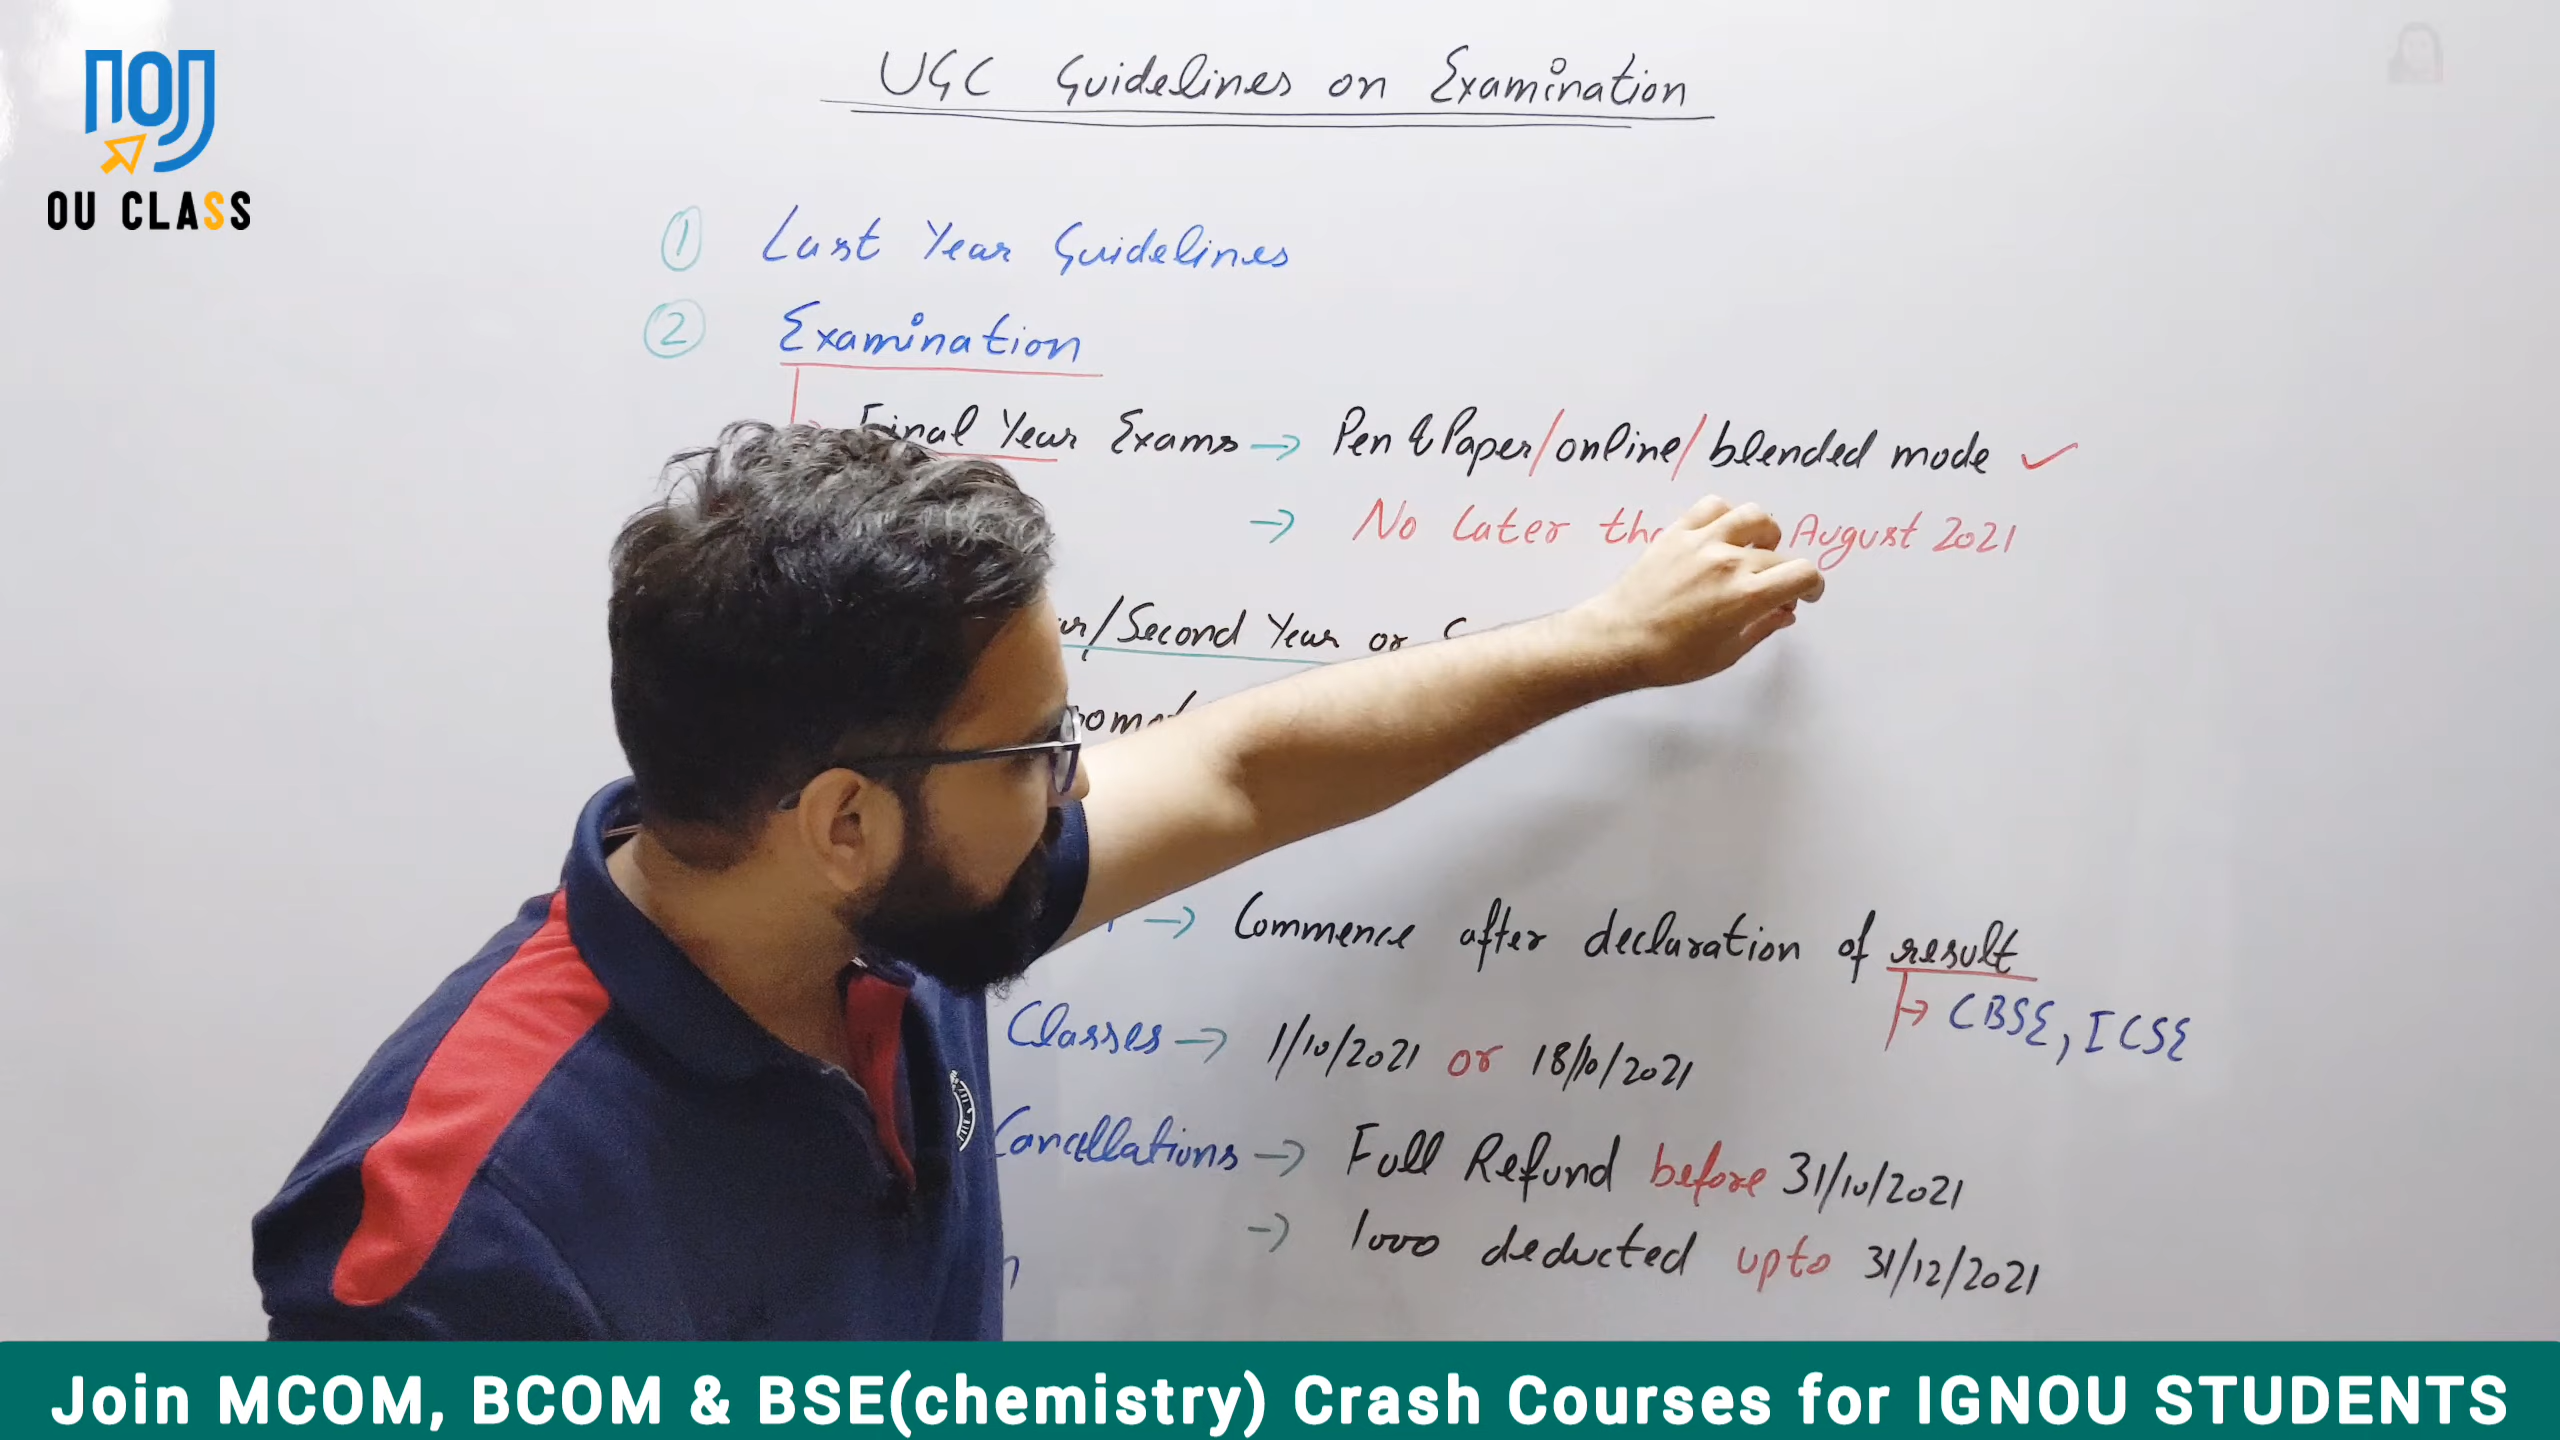 OU CLASS
UGC Guidelines on Examination
1 Last Year Guidelines
2 Examination
Final Year Exams → Pen & Paper/online/blended mode ✓
→ No Later August 2021
/Second Year or
→ Commence after declaration of result
→ CBSE, ICSE
Classes → 1/10/2021 or 18/10/2021
Cancellations → Full Refund before 31/10/2021
→ 1000 deducted upto 31/12/2021
Join MCOM, BCOM & BSE(chemistry) Crash Courses for IGNOU STUDENTS